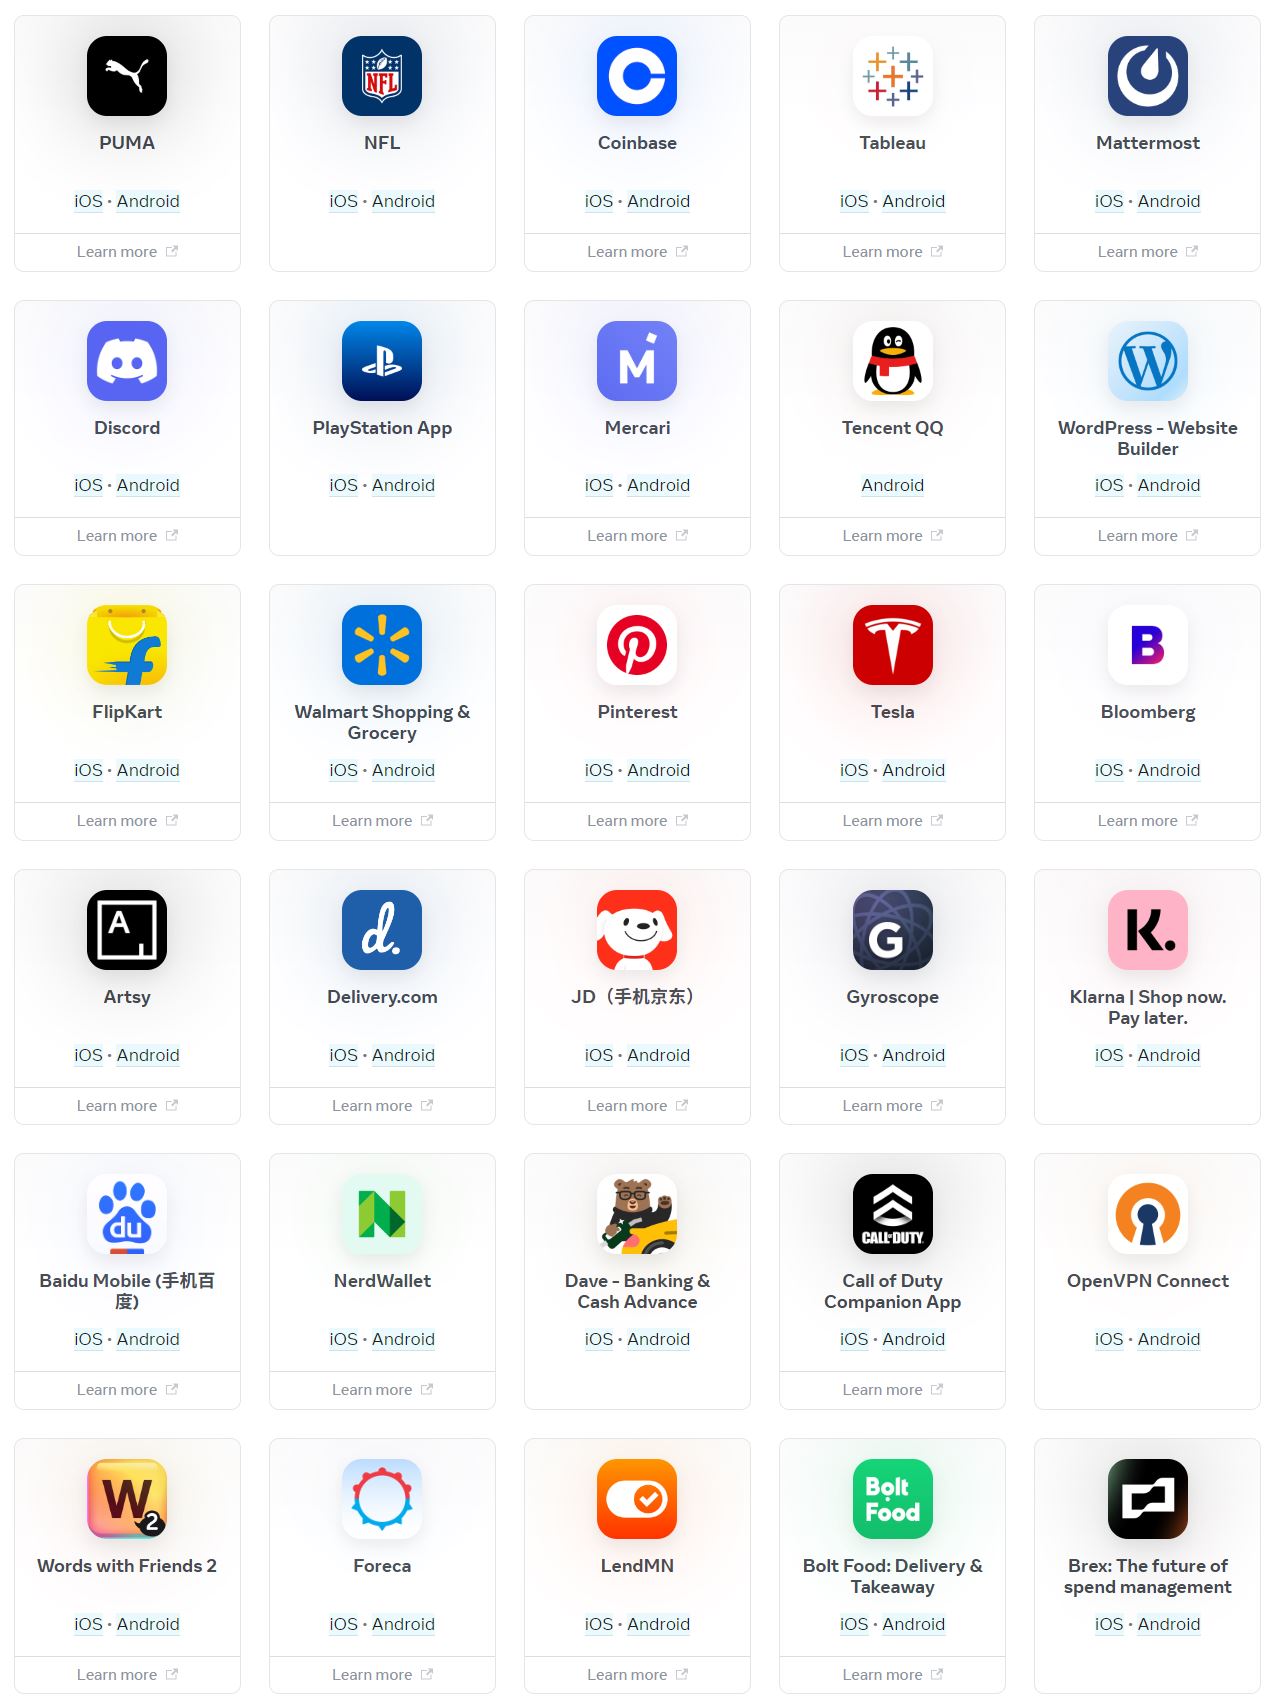 NFL
PUMA
NFL
Coinbase
Tableau
Mattermost
iOS • Android
iOS • Android
iOS • Android
iOS • Android
iOS • Android
Learn more
Learn more
Learn more
Learn more
M
W
Discord
PlayStation App
Mercari
Tencent QQ
WordPress - Website
Builder
iOS • Android
iOS • Android
iOS • Android
Android
iOS • Android
Learn more
Learn more
Learn more
Learn more
f
B
FlipKart
Walmart Shopping &
Grocery
Pinterest
Tesla
Bloomberg
iOS • Android
iOS • Android
iOS • Android
iOS • Android
iOS • Android
Learn more
Learn more
Learn more
Learn more
Learn more
A
d.
G
K.
Artsy
Delivery.com
JD（手机京东）
Gyroscope
Klarna | Shop now.
Pay later.
iOS • Android
iOS • Android
iOS • Android
iOS • Android
iOS • Android
Learn more
Learn more
Learn more
Learn more
du
N
CALL OF DUTY
Baidu Mobile (手机百
度)
NerdWallet
Dave - Banking &
Cash Advance
Call of Duty
Companion App
OpenVPN Connect
iOS • Android
iOS • Android
iOS • Android
iOS • Android
iOS • Android
Learn more
Learn more
Learn more
W
2
Bolt
Food
Words with Friends 2
Foreca
LendMN
Bolt Food: Delivery &
Takeaway
Brex: The future of
spend management
iOS • Android
iOS • Android
iOS • Android
iOS • Android
iOS • Android
Learn more
Learn more
Learn more
Learn more